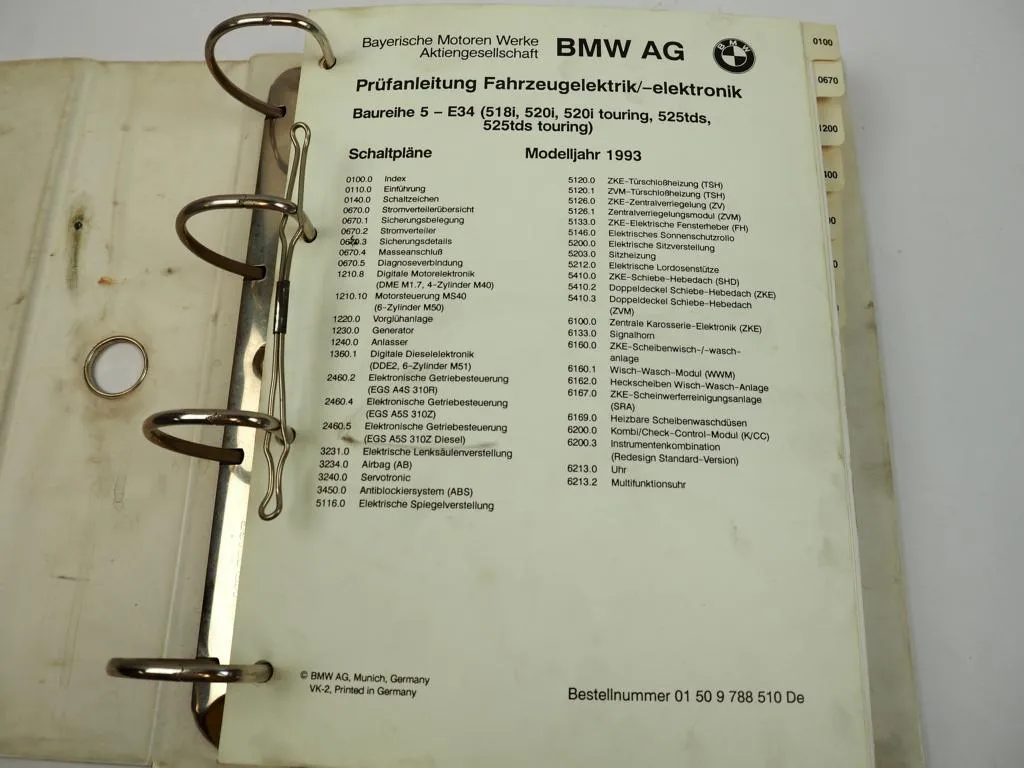 Bayerische Motoren Werke
Aktiengesellschaft
BMW AG
BMW
Prüfanleitung Fahrzeugelektrik/-elektronik
Baureihe 5 - E34 (518i, 520i, 520i touring, 525tds,
525tds touring)
Schaltpläne
Modelljahr 1993
0100.0 Index
0110.0 Einführung
0140.0 Schaltzeichen
0670.0 Stromverteilerübersicht
0670.1 Sicherungsbelegung
0670.2 Stromverteiler
0670.3 Sicherungsdetails
0670.4 Masseanschluß
0670.5 Diagnoseverbindung
1210.8 Digitale Motorelektronik
(DME M1.7, 4-Zylinder M40)
1210.10 Motorsteuerung MS40
(6-Zylinder M50)
1220.0 Vorglühanlage
1230.0 Generator
1240.0 Anlasser
1360.1 Digitale Dieselelektronik
(DDE2, 6-Zylinder M51)
2460.2 Elektronische Getriebesteuerung
(EGS A4S 310R)
2460.4 Elektronische Getriebesteuerung
(EGS A5S 310Z)
2460.5 Elektronische Getriebesteuerung
(EGS A5S 310Z Diesel)
3231.0 Elektrische Lenksäulenverstellung
3234.0 Airbag (AB)
3240.0 Servotronic
3450.0 Antiblockiersystem (ABS)
5116.0 Elektrische Spiegelverstellung
5120.0 ZKE-Türschloßheizung (TSH)
5120.1 ZVM-Türschloßheizung (TSH)
5126.0 ZKE-Zentralverriegelung (ZV)
5126.1 Zentralverriegelungsmodul (ZVM)
5133.0 ZKE-Elektrische Fensterheber (FH)
5146.0 Elektrisches Sonnenschutzrollo
5200.0 Elektrische Sitzverstellung
5203.0 Sitzheizung
5212.0 Elektrische Lordosenstütze
5410.0 ZKE-Schiebe-Hebedach (SHD)
5410.2 Doppeldeckel Schiebe-Hebedach (ZKE)
5410.3 Doppeldeckel Schiebe-Hebedach
(ZVM)
6100.0 Zentrale Karosserie-Elektronik (ZKE)
6133.0 Signalhorn
6160.0 ZKE-Scheibenwisch-/-wasch-
anlage
6160.1 Wisch-Wasch-Modul (WWM)
6162.0 Heckscheiben Wisch-Wasch-Anlage
6167.0 ZKE-Scheinwerferreinigungsanlage
(SRA)
6169.0 Heizbare Scheibenwaschdüsen
6200.0 Kombi/Check-Control-Modul (K/CC)
6200.3 Instrumentenkombination
(Redesign Standard-Version)
6213.0 Uhr
6213.2 Multifunktionsuhr
© BMW AG, Munich, Germany
VK-2, Printed in Germany
Bestellnummer 01 50 9 788 510 De
0100
0670
1200